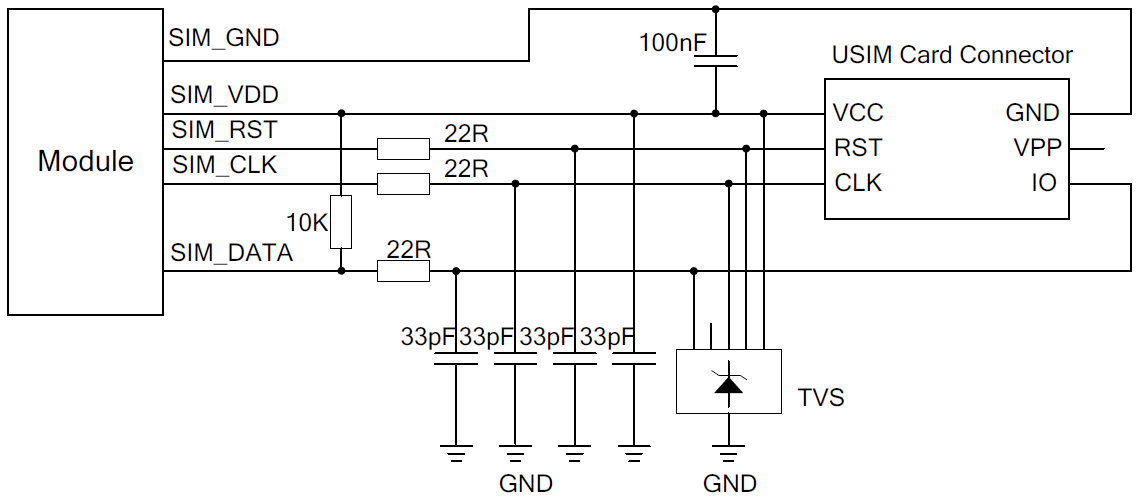 SIM_GND
100nF
USIM Card Connector
SIM_VDD
VCC
GND
SIM_RST
22R
RST
VPP
Module
SIM_CLK
22R
CLK
IO
10K
SIM_DATA
22R
33pF 33pF 33pF 33pF
TVS
GND
GND